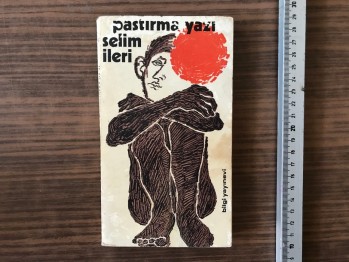 pastırma yazı
selim
ileri
bilgi yayınevi